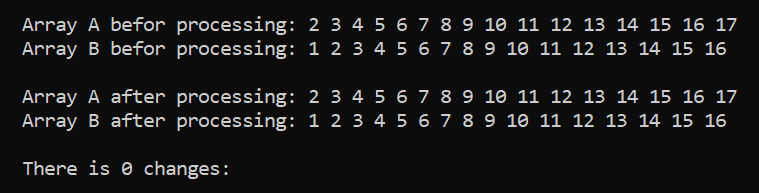 Array A befor processing: 2 3 4 5 6 7 8 9 10 11 12 13 14 15 16 17
Array B befor processing: 1 2 3 4 5 6 7 8 9 10 11 12 13 14 15 16
Array A after processing: 2 3 4 5 6 7 8 9 10 11 12 13 14 15 16 17
Array B after processing: 1 2 3 4 5 6 7 8 9 10 11 12 13 14 15 16
There is 0 changes: